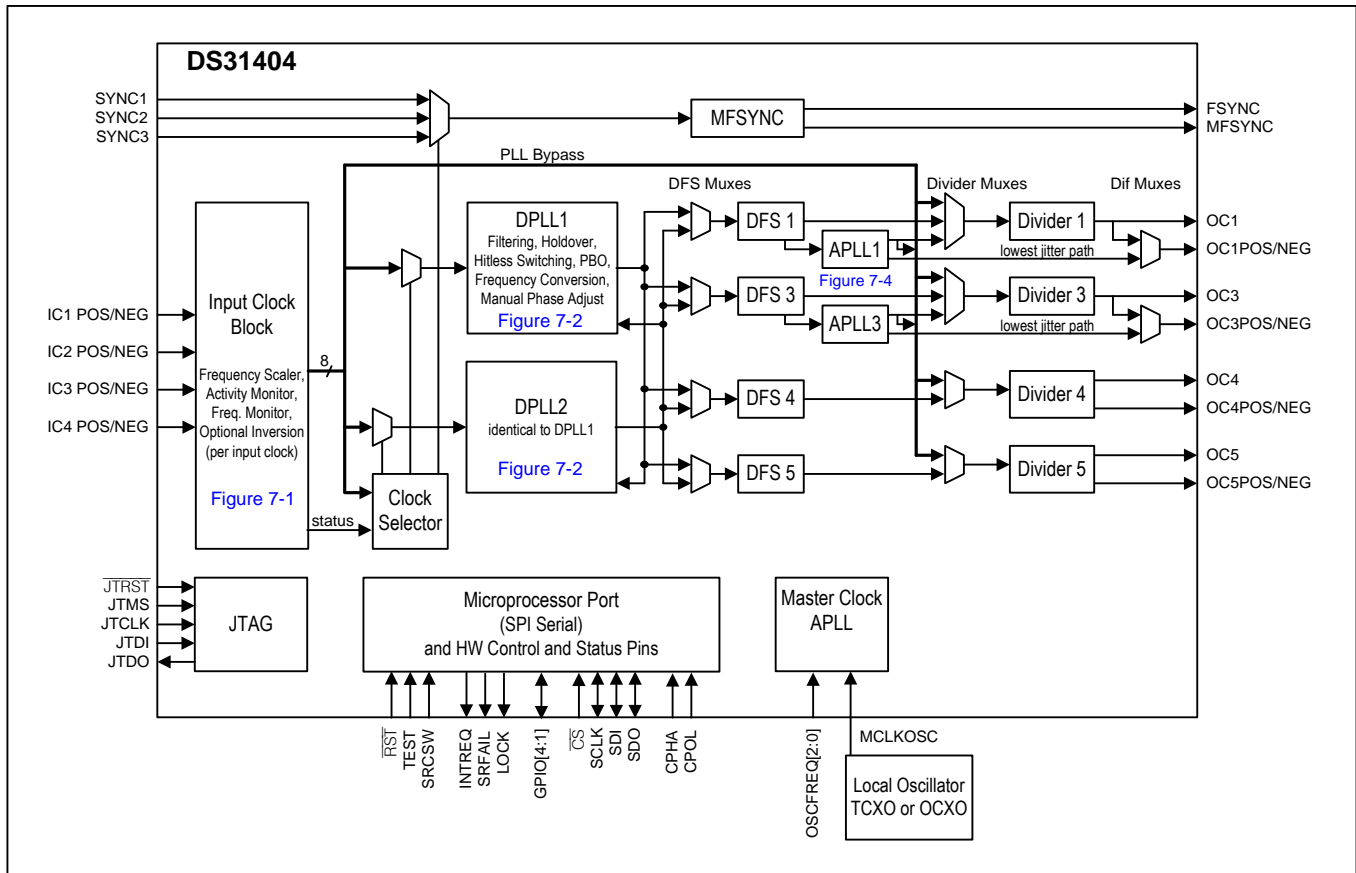 DS31404
SYNC1
SYNC2
SYNC3
MFSYNC
FSYNC
MFSYNC
PLL Bypass
DFS Muxes
Divider Muxes
Dif Muxes
Input Clock
Block
Frequency Scaler,
Activity Monitor,
Freq. Monitor,
Optional Inversion
(per input clock)
Figure 7-1
IC1 POS/NEG
IC2 POS/NEG
IC3 POS/NEG
IC4 POS/NEG
8
status
Clock
Selector
DPLL1
Filtering, Holdover,
Hitless Switching, PBO,
Frequency Conversion,
Manual Phase Adjust
Figure 7-2
DPLL2
identical to DPLL1
Figure 7-2
DFS 1
APLL1
Figure 7-4
DFS 3
APLL3
DFS 4
DFS 5
Divider 1
lowest jitter path
Divider 3
lowest jitter path
Divider 4
Divider 5
OC1
OC1POS/NEG
OC3
OC3POS/NEG
OC4
OC4POS/NEG
OC5
OC5POS/NEG
JTRST
JTMS
JTCLK
JTDI
JTDO
JTAG
Microprocessor Port
(SPI Serial)
and HW Control and Status Pins
RST
TEST
SRCSW
INTREQ
SRFAIL
LOCK
GPIO[4:1]
CS
SCLK
SDI
SDO
CPHA
CPOL
Master Clock
APLL
OSCFREQ[2:0]
MCLKOSC
Local Oscillator
TCXO or OCXO